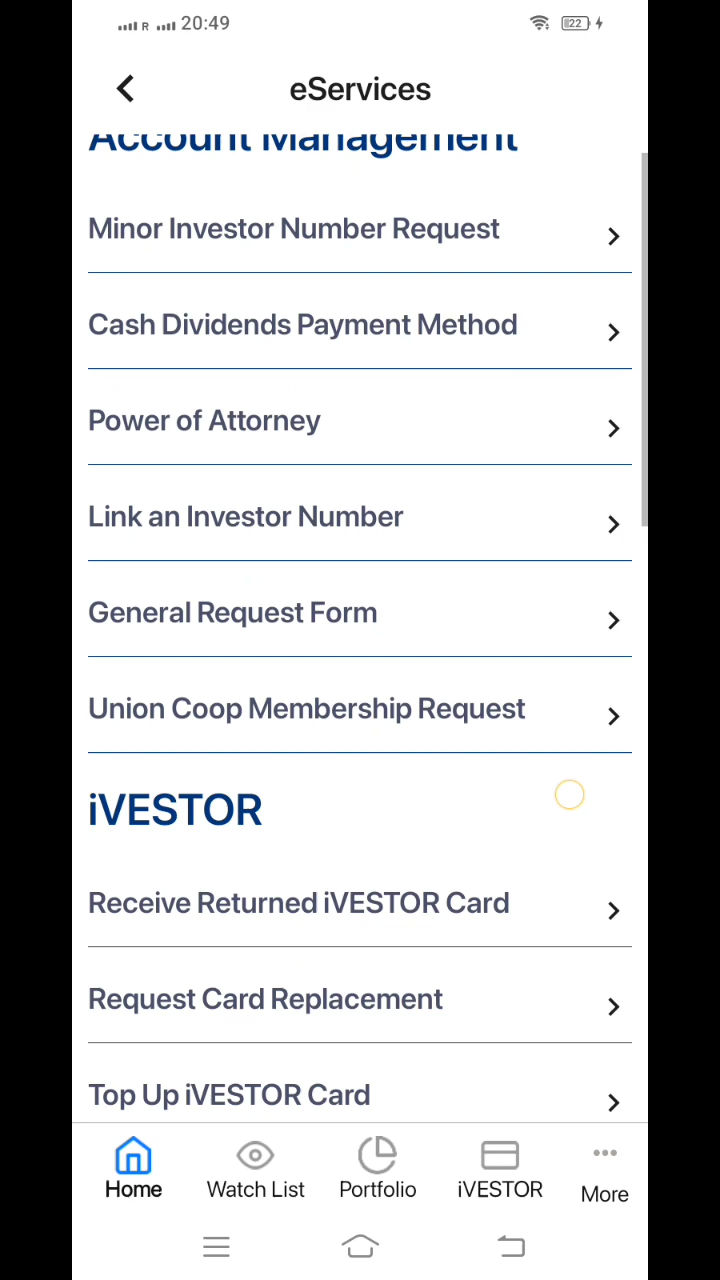 R 20:49
22
eServices
Account Management
Minor Investor Number Request
Cash Dividends Payment Method
Power of Attorney
Link an Investor Number
General Request Form
Union Coop Membership Request
iVESTOR
Receive Returned iVESTOR Card
Request Card Replacement
Top Up iVESTOR Card
Home Watch List Portfolio iVESTOR More